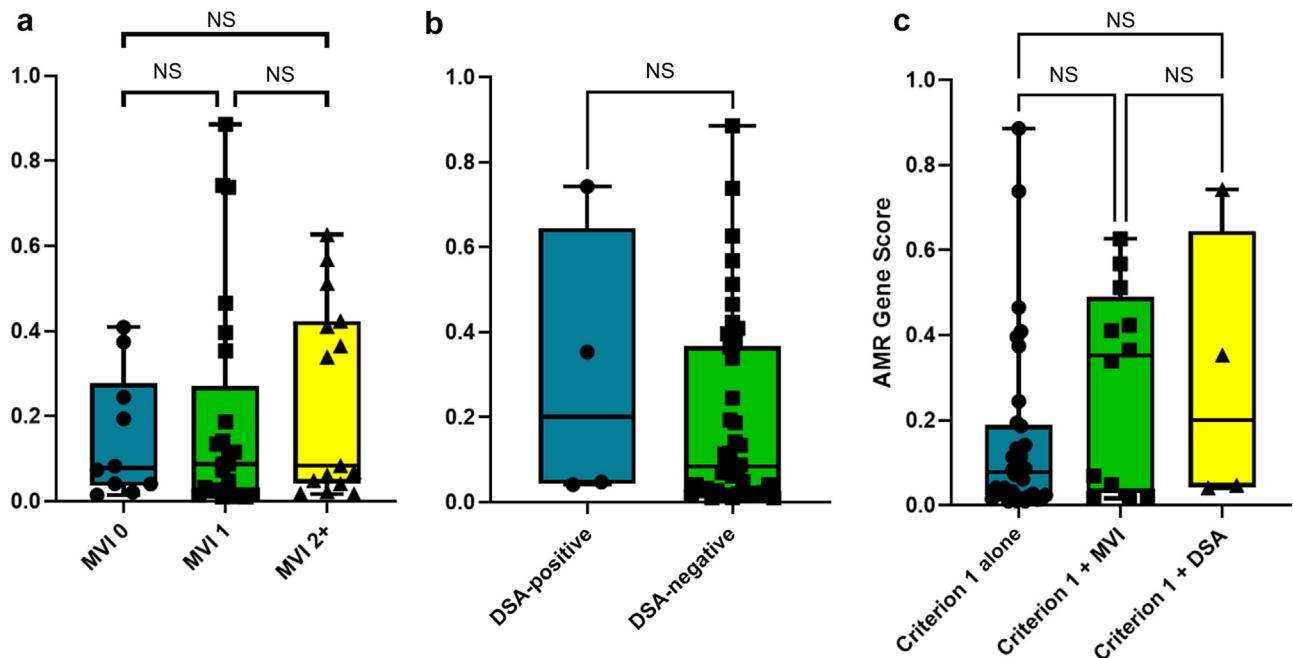 a
NS
NS
NS
1.0
0.8
0.6
0.4
0.2
0.0
MVI 0
MVI 1
MVI 2+
b
NS
1.0
0.8
0.6
0.4
0.2
0.0
DSA-positive
DSA-negative
c
NS
NS
NS
AMR Gene Score
1.0
0.8
0.6
0.4
0.2
0.0
Criterion 1 alone
Criterion 1 + MVI
Criterion 1 + DSA